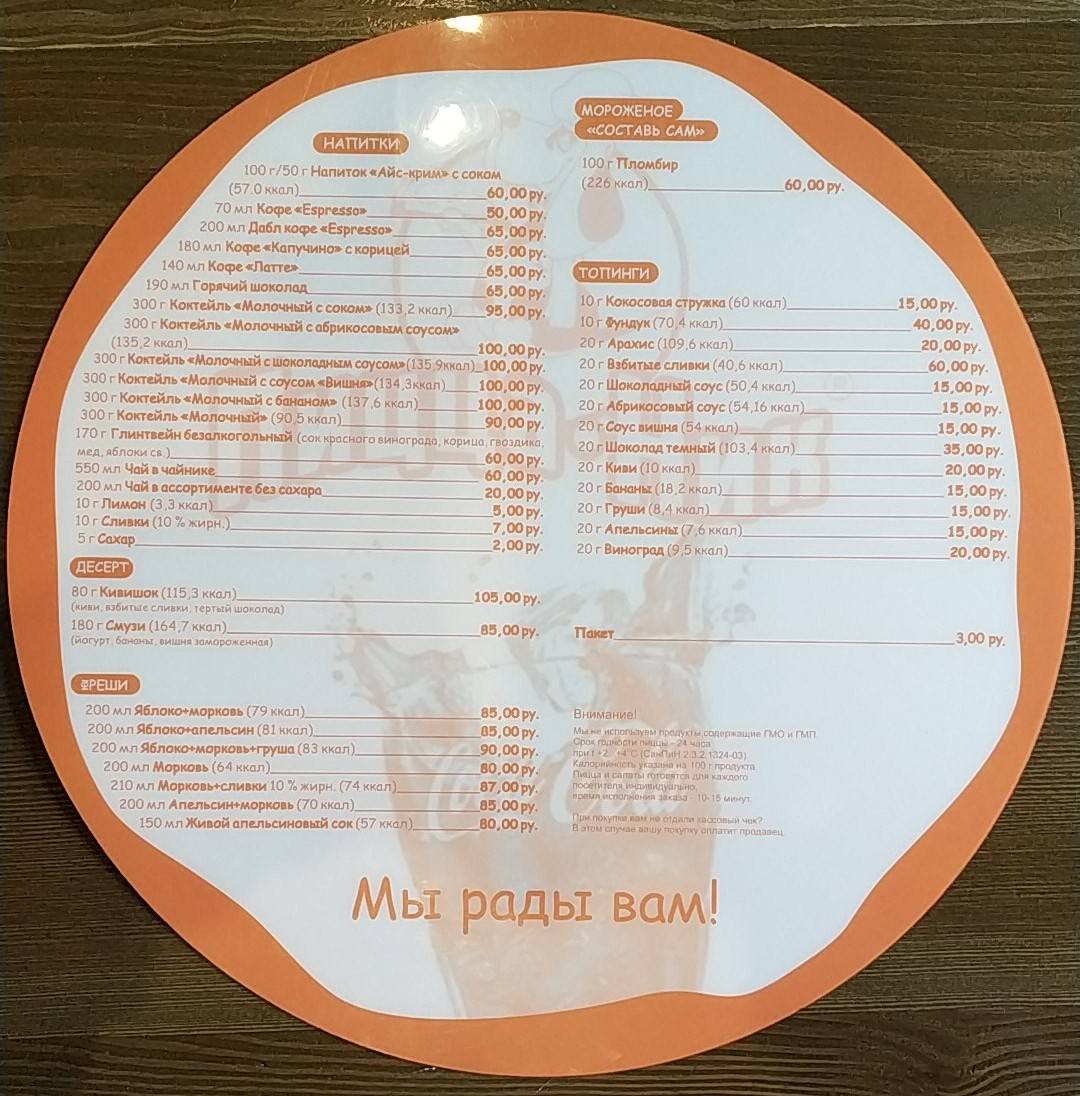 НАПИТКИ
100 г/50 г Напиток «Айс-крим» с соком
(57.0 ккал) 60,00 ру.
70 мл Кофе «Espresso» 50,00 ру.
200 мл Дабл кофе «Espresso» 65,00 ру.
180 мл Кофе «Капучино» с корицей 65,00 ру.
140 мл Кофе «Латте» 65,00 ру.
190 мл Горячий шоколад 65,00 ру.
300 г Коктейль «Молочный с соком» (133,2 ккал) 95,00 ру.
300 г Коктейль «Молочный с абрикосовым соусом»
(135,2 ккал) 100,00 ру.
300 г Коктейль «Молочный с шоколадным соусом» (135,9ккал) 100,00 ру.
300 г Коктейль «Молочный с соусом «Вишня» (134,3ккал) 100,00 ру.
300 г Коктейль «Молочный с бананом» (137,6 ккал) 100,00 ру.
300 г Коктейль «Молочный» (90,5 ккал) 90,00 ру.
170 г Глинтвейн безалкогольный (сок красного винограда, корица, гвоздика,
мед, яблоки св.) 60,00 ру.
550 мл Чай в чайнике 60,00 ру.
200 мл Чай в ассортименте без сахара 20,00 ру.
10 г Лимон (3,3 ккал) 5,00 ру.
10 г Сливки (10 % жирн.) 7,00 ру.
5 г Сахар 2,00 ру.
ДЕСЕРТ
80 г Кивишок (115,3 ккал) 105,00 ру.
(киви, взбитые сливки, тертый шоколад)
180 г Смузи (164,7 ккал) 85,00 ру.
(йогурт, бананы, вишня замороженная)
ФРЕШИ
200 мл Яблоко+морковь (79 ккал) 85,00 ру.
200 мл Яблоко+апельсин (81 ккал) 85,00 ру.
200 мл Яблоко+морковь+груша (83 ккал) 90,00 ру.
200 мл Морковь (64 ккал) 80,00 ру.
210 мл Морковь+сливки 10 % жирн. (74 ккал) 87,00 ру.
200 мл Апельсин+морковь (70 ккал) 85,00 ру.
150 мл Живой апельсиновый сок (57 ккал) 80,00 ру.
МОРОЖЕНОЕ
«СОСТАВЬ САМ»
100 г Пломбир
(226 ккал) 60,00 ру.
ТОПИНГИ
10 г Кокосовая стружка (60 ккал) 15,00 ру.
10 г Фундук (70,4 ккал) 40,00 ру.
20 г Арахис (109,6 ккал) 20,00 ру.
20 г Взбитые сливки (40,6 ккал) 60,00 ру.
20 г Шоколадный соус (50,4 ккал) 15,00 ру.
20 г Абрикосовый соус (54,16 ккал) 15,00 ру.
20 г Соус вишня (54 ккал) 15,00 ру.
20 г Шоколад темный (103,4 ккал) 35,00 ру.
20 г Киви (10 ккал) 20,00 ру.
20 г Бананы (18,2 ккал) 15,00 ру.
20 г Груши (8,4 ккал) 15,00 ру.
20 г Апельсины (7,6 ккал) 15,00 ру.
20 г Виноград (9,5 ккал) 20,00 ру.
Пакет 3,00 ру.
Внимание!
Мы не используем продукты, содержащие ГМО и ГМП.
Срок годности пиццы - 24 часа
при t +2...+4°С (СанПиН 2.3.2.1324-03).
Калорийность указана на 100 г продукта.
Пицца и салаты готовятся для каждого
посетителя индивидуально,
время исполнения заказа - 10-15 минут.
При покупке вам не отдали кассовый чек?
В этом случае вашу покупку оплатит продавец.
Мы рады вам!